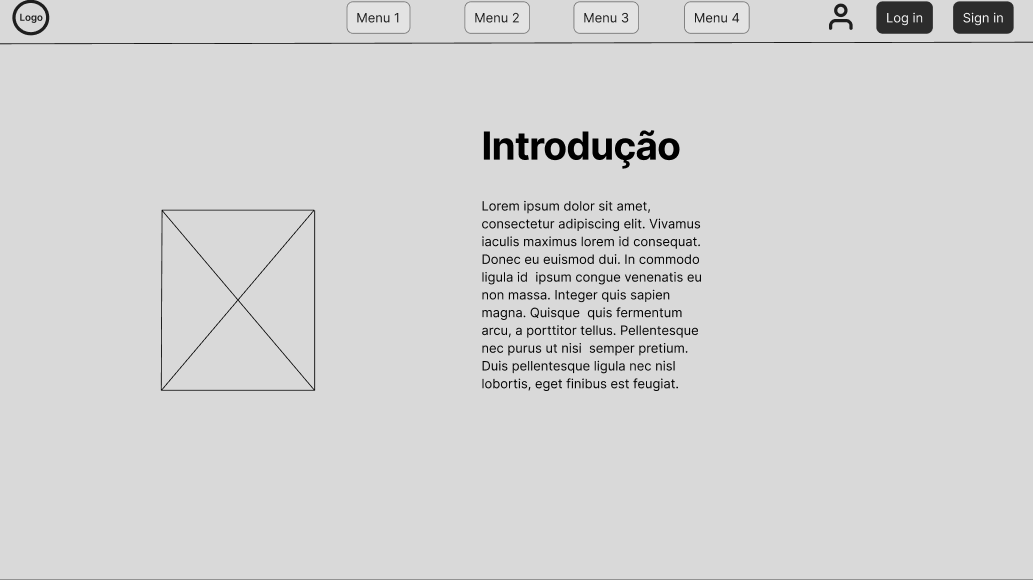 Logo
Menu 1
Menu 2
Menu 3
Menu 4
Log in
Sign in
Introdução
Lorem ipsum dolor sit amet,
consectetur adipiscing elit. Vivamus
iaculis maximus lorem id consequat.
Donec eu euismod dui. In commodo
ligula id  ipsum congue venenatis eu
non massa. Integer quis sapien
magna. Quisque  quis fermentum
arcu, a porttitor tellus. Pellentesque
nec purus ut nisi  semper pretium.
Duis pellentesque ligula nec nisl
lobortis, eget finibus est feugiat.